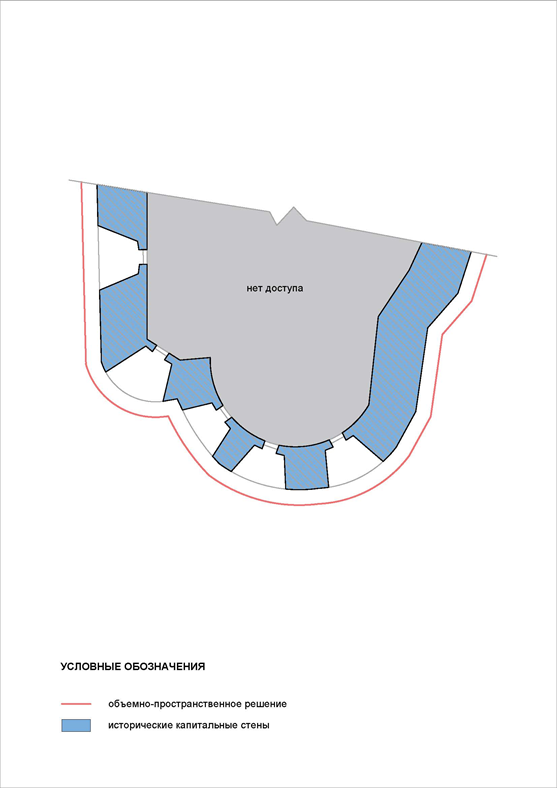 нет доступа
УСЛОВНЫЕ ОБОЗНАЧЕНИЯ
объемно-пространственное решение
исторические капитальные стены